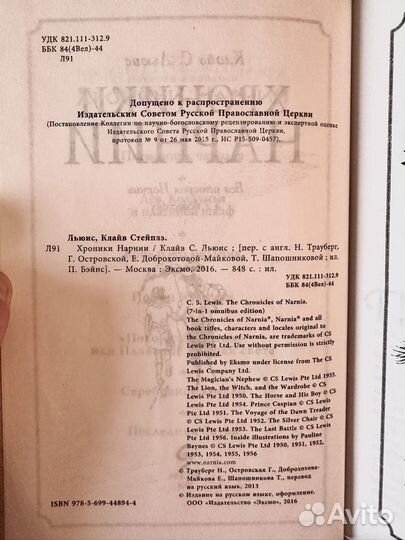 УДК 821.111-312.9
ББК 84(4Вел)-44
Л91
Допущено к распространению
Издательским Советом Русской Православной Церкви
(Постановление Коллегии по научно-богословскому рецензированию и экспертной оценке
Издательского Совета Русской Православной Церкви,
протокол № 9 от 26 мая 2015 г., ИС Р15-509-0457).
Льюис, Клайв Стейплз.
Л91 Хроники Нарнии / Клайв С. Льюис ; [пер. с англ. Н. Трауберг,
Г. Островской, Е. Доброхотовой-Майковой, Т. Шапошниковой ; ил.
П. Бэйнс]. — Москва : Эксмо, 2016. — 848 с. : ил.
УДК 821.111-312.9
ББК 84(4Вел)-44
C. S. Lewis. The Chronicles of Narnia.
(7-in-1 omnibus edition)
The Chronicles of Narnia, Narnia® and all
book titles, characters and locales original to
the Chronicles of Narnia, are trademarks of CS
Lewis Pte Ltd. Use without permission is strictly
prohibited.
Published by Eksmo under license from The CS
Lewis Company Ltd.
The Magician's Nephew © CS Lewis Pte Ltd 1955.
The Lion, the Witch, and the Wardrobe © CS
Lewis Pte Ltd 1950. The Horse and His Boy © CS
Lewis Pte Ltd 1954. Prince Caspian © CS Lewis
Pte Ltd 1951. The Voyage of the Dawn Treader
© CS Lewis Pte Ltd 1952. The Silver Chair © CS
Lewis Pte Ltd 1953. The Last Battle © CS Lewis
Pte Ltd 1956. Inside illustrations by Pauline
Baynes © CS Lewis Pte Ltd 1950, 1951, 1952,
1953, 1954, 1955, 1956
www.narnia.com
© Трауберг Н., Островская Г., Доброхотова-
Майкова Е., Шапошникова Т., перевод
на русский язык, 2013
© Издание на русском языке, оформление.
ООО «Издательство «Эксмо», 2016
ISBN 978-5-699-44894-4
Avito